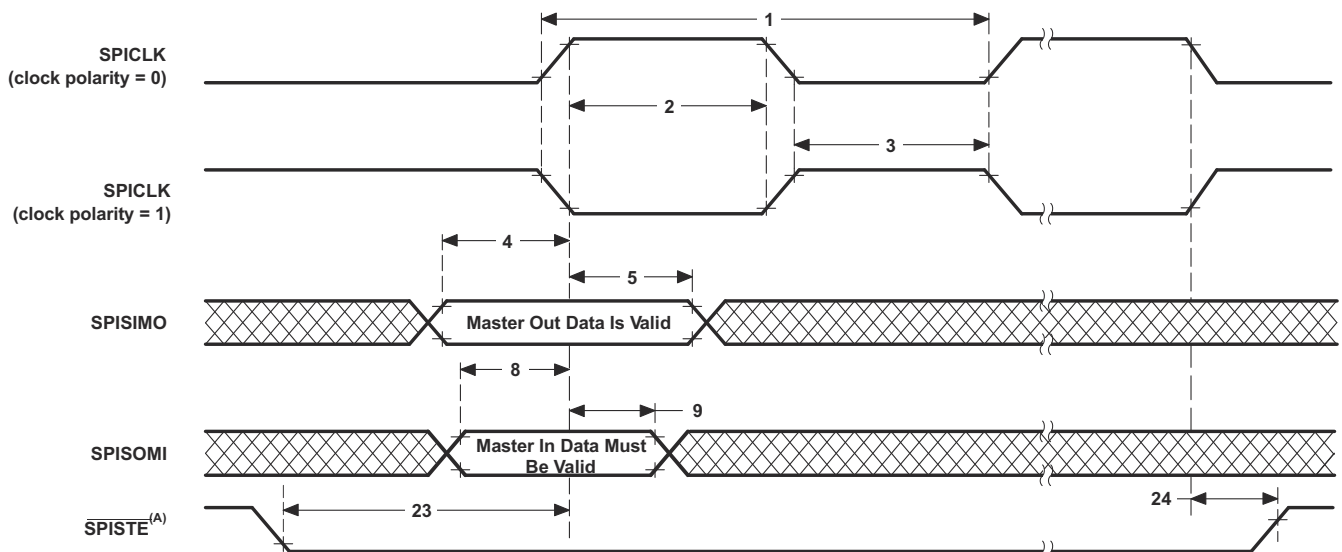 1
SPICLK
(clock polarity = 0)
2
3
SPICLK
(clock polarity = 1)
4
5
SPISIMO
Master Out Data Is Valid
8
9
SPISOMI
Master In Data Must
Be Valid
24
23
SPISTE(A)